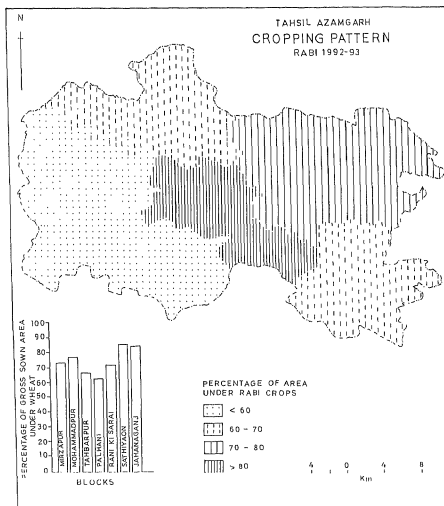 N
TAHSIL AZAMGARH
CROPPING PATTERN
RABI 1992-93
PERCENTAGE OF GROSS SOWN AREA
UNDER WHEAT
100
90
80
70
60
50
40
30
20
10
0
MIRZAPUR
MOHAMMADPUR
TAHBARPUR
PALHANI
RANI KI SARAI
SATHIYAON
JAHANAGANJ
BLOCKS
PERCENTAGE OF AREA
UNDER RABI CROPS
< 60
60 - 70
70 - 80
> 80
4 0 4 8
Km